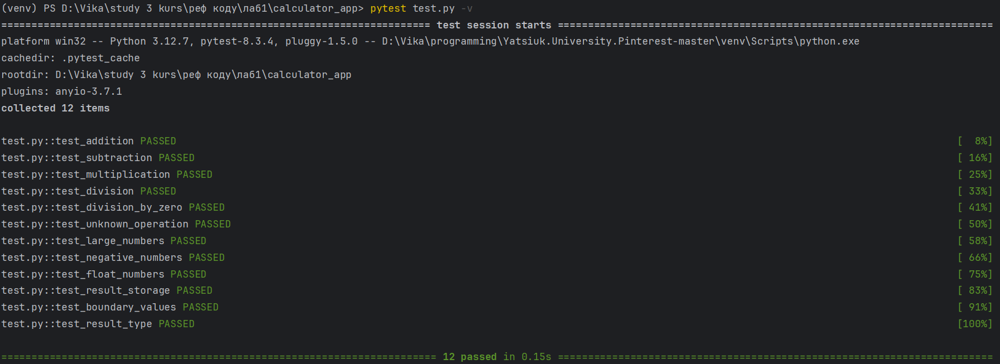 (venv) PS D:\Vika\study 3 kurs\реф коду\лаб1\calculator_app> pytest test.py -v
======================================================================= test session starts ========================================================================
platform win32 -- Python 3.12.7, pytest-8.3.4, pluggy-1.5.0 -- D:\Vika\programming\Yatsiuk.University.Pinterest-master\venv\Scripts\python.exe
cachedir: .pytest_cache
rootdir: D:\Vika\study 3 kurs\реф коду\лаб1\calculator_app
plugins: anyio-3.7.1
collected 12 items
test.py::test_addition PASSED [  8%]
test.py::test_subtraction PASSED [ 16%]
test.py::test_multiplication PASSED [ 25%]
test.py::test_division PASSED [ 33%]
test.py::test_division_by_zero PASSED [ 41%]
test.py::test_unknown_operation PASSED [ 50%]
test.py::test_large_numbers PASSED [ 58%]
test.py::test_negative_numbers PASSED [ 66%]
test.py::test_float_numbers PASSED [ 75%]
test.py::test_result_storage PASSED [ 83%]
test.py::test_boundary_values PASSED [ 91%]
test.py::test_result_type PASSED [100%]
======================================================================== 12 passed in 0.15s ========================================================================